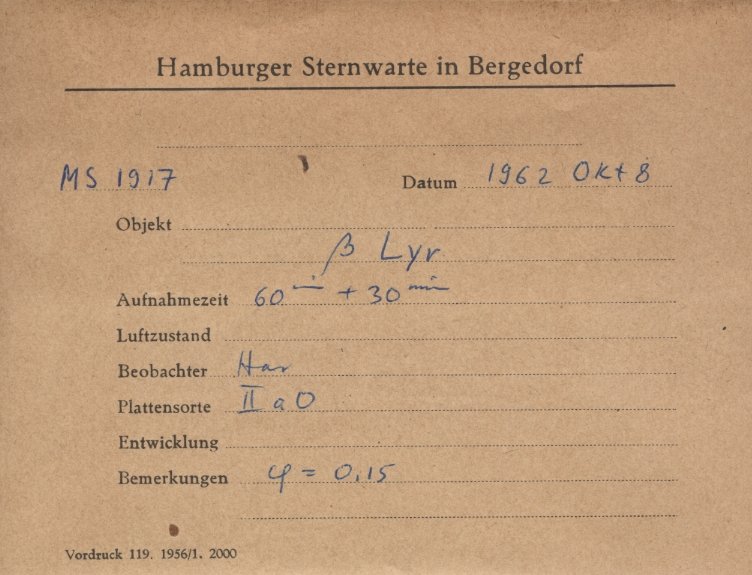 Hamburger Sternwarte in Bergedorf
MS 1917 Datum 1962 Okt 8
Objekt
β Lyr
Aufnahmezeit 60 min + 30 min
Luftzustand
Beobachter Har
Plattensorte II a O
Entwicklung
Bemerkungen φ = 0.15
Vordruck 119. 1956/1. 2000